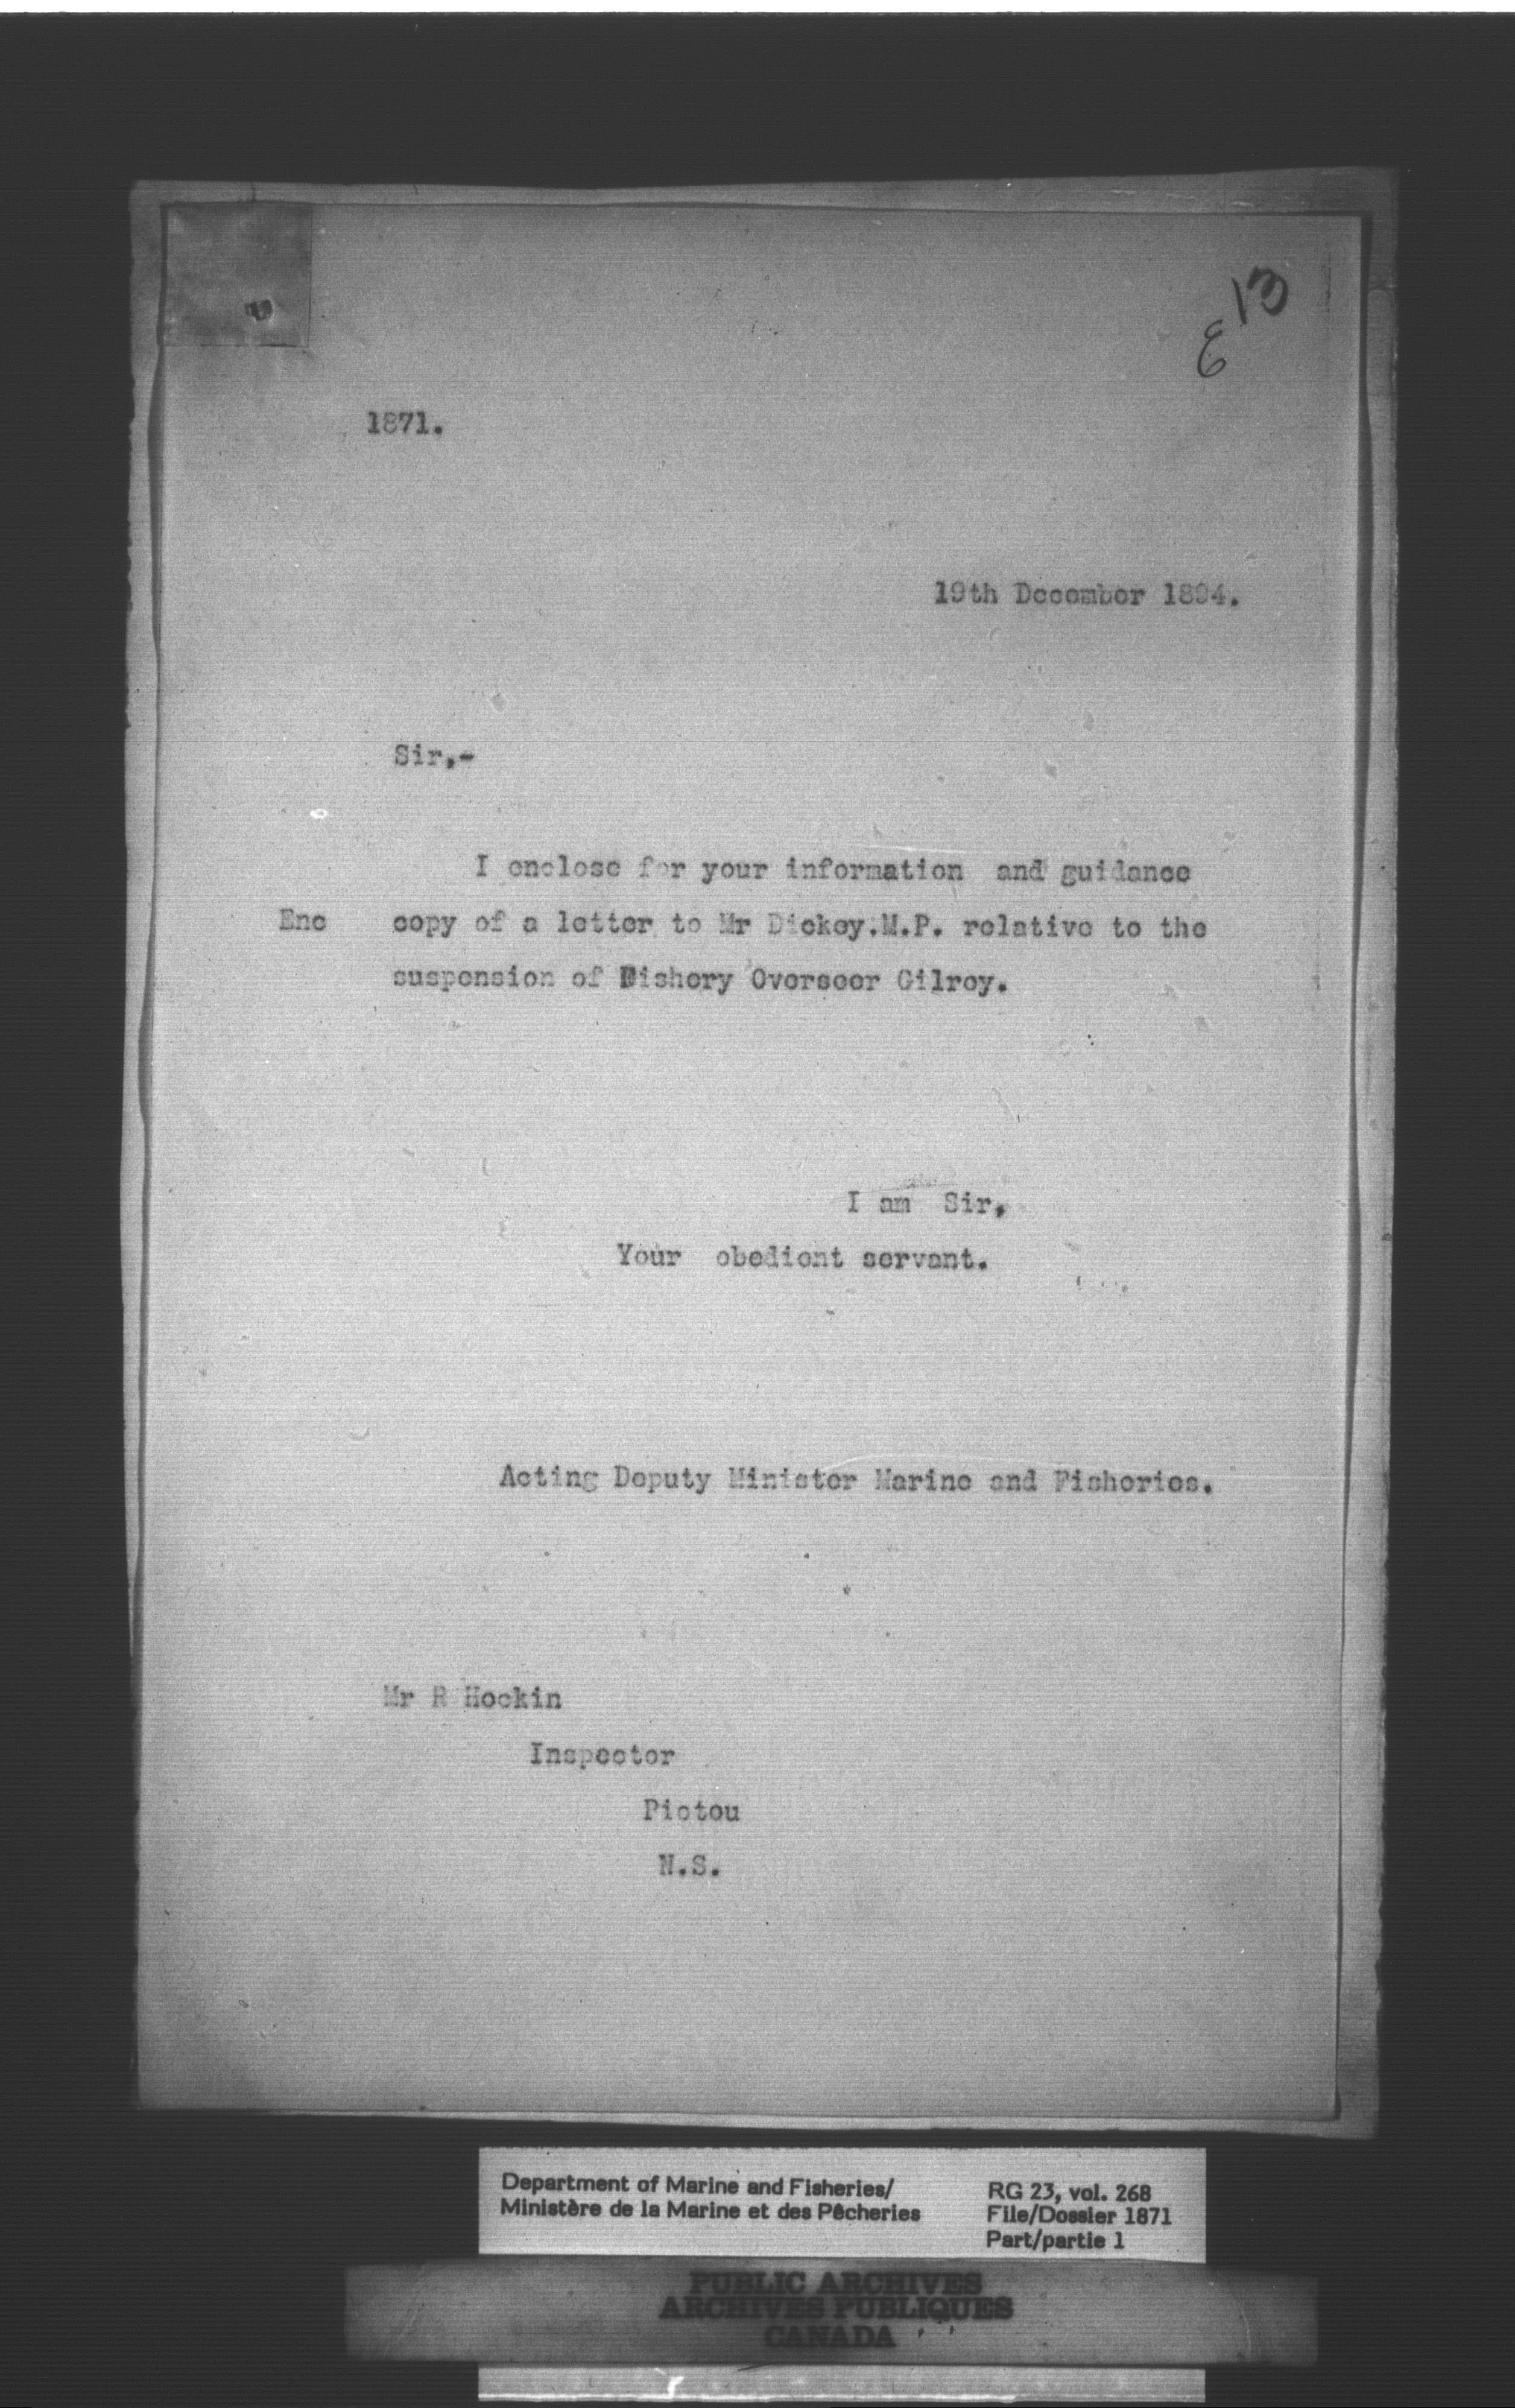 13
1871.
19th December 1894.
Sir,-
I enclose for your information and guidance
Enc copy of a letter to Mr Dickey.M.P. relative to the
suspension of Fishery Overseer Gilroy.
I am Sir,
Your obedient servant.
Acting Deputy Minister Marine and Fisheries.
Mr R Hockin
Inspector
Pictou
N.S.
Department of Marine and Fisheries/
Ministère de la Marine et des Pêcheries
RG 23, vol. 268
File/Dossier 1871
Part/partie 1
PUBLIC ARCHIVES
ARCHIVES PUBLIQUES
CANADA